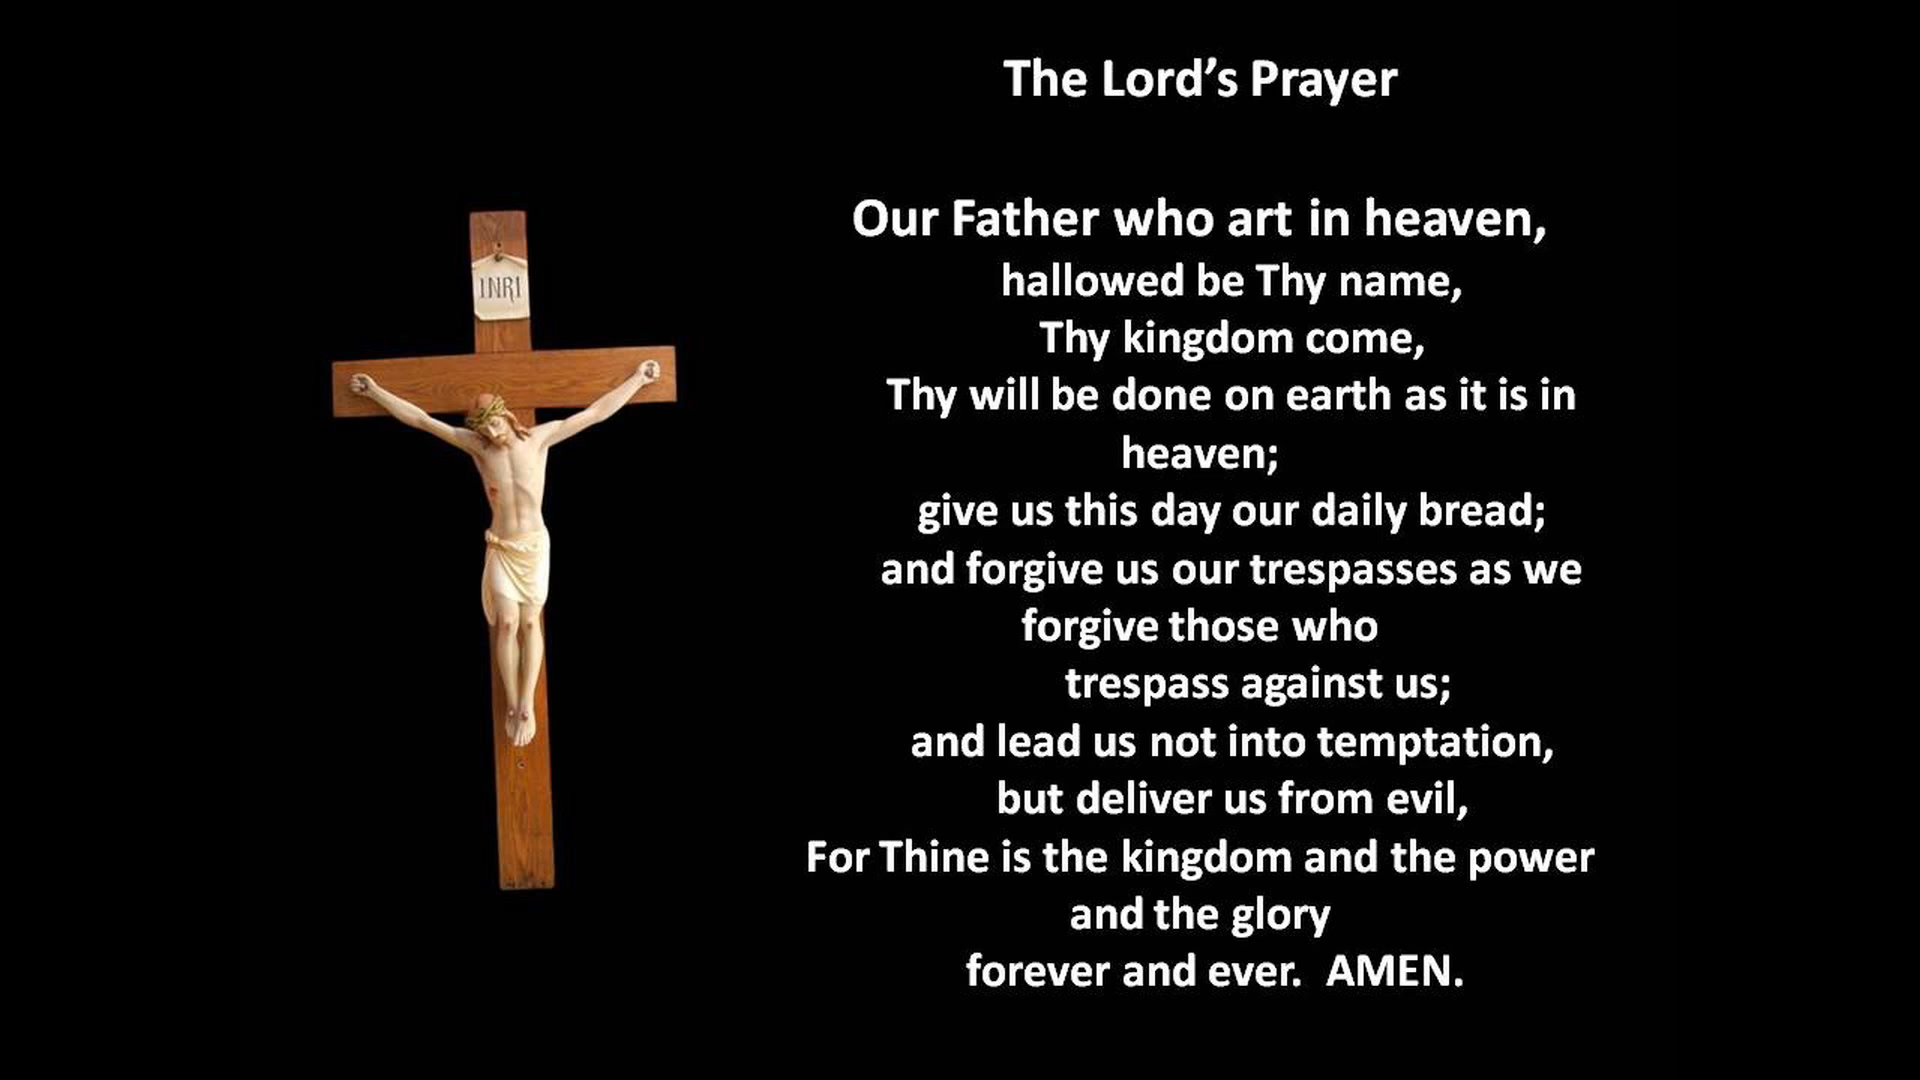 The Lord’s Prayer
INRI
Our Father who art in heaven,
hallowed be Thy name,
Thy kingdom come,
Thy will be done on earth as it is in
heaven;
give us this day our daily bread;
and forgive us our trespasses as we
forgive those who
trespass against us;
and lead us not into temptation,
but deliver us from evil,
For Thine is the kingdom and the power
and the glory
forever and ever.  AMEN.